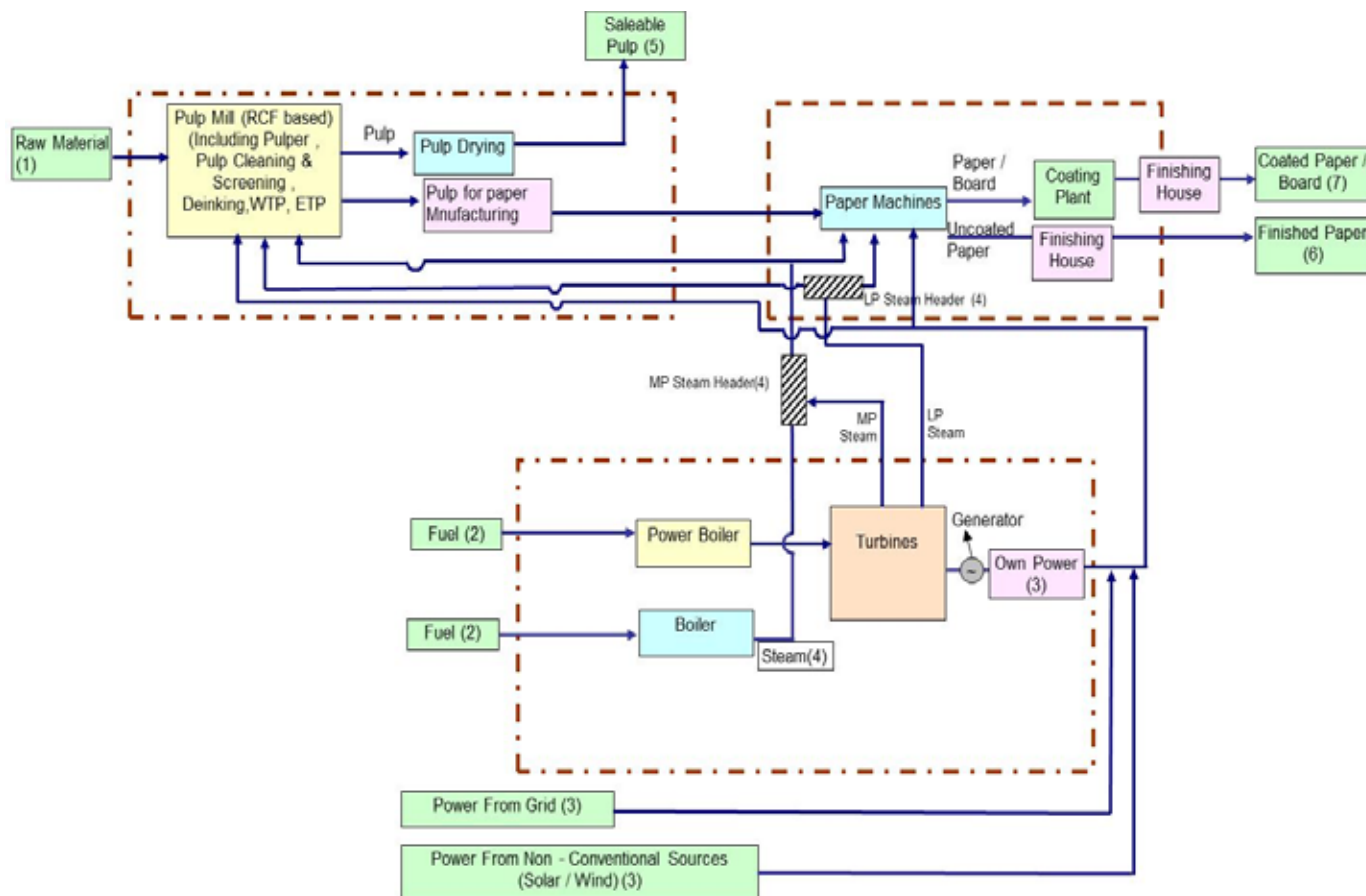 Saleable
Pulp (5)
Raw Material
(1)
Pulp Mill (RCF based)
(Including Pulper ,
Pulp Cleaning &
Screening ,
Deinking,WTP, ETP
Pulp
Pulp Drying
Pulp for paper
Mnufacturing
Paper Machines
Paper /
Board
Coating
Plant
Finishing
House
Coated Paper /
Board (7)
Uncoated
Paper
Finishing
House
Finished Paper
(6)
LP Steam Header (4)
MP Steam Header(4)
MP
Steam
LP
Steam
Fuel (2)
Power Boiler
Turbines
Generator
~
Own Power
(3)
Fuel (2)
Boiler
Steam(4)
Power From Grid (3)
Power From Non - Conventional Sources
(Solar / Wind) (3)